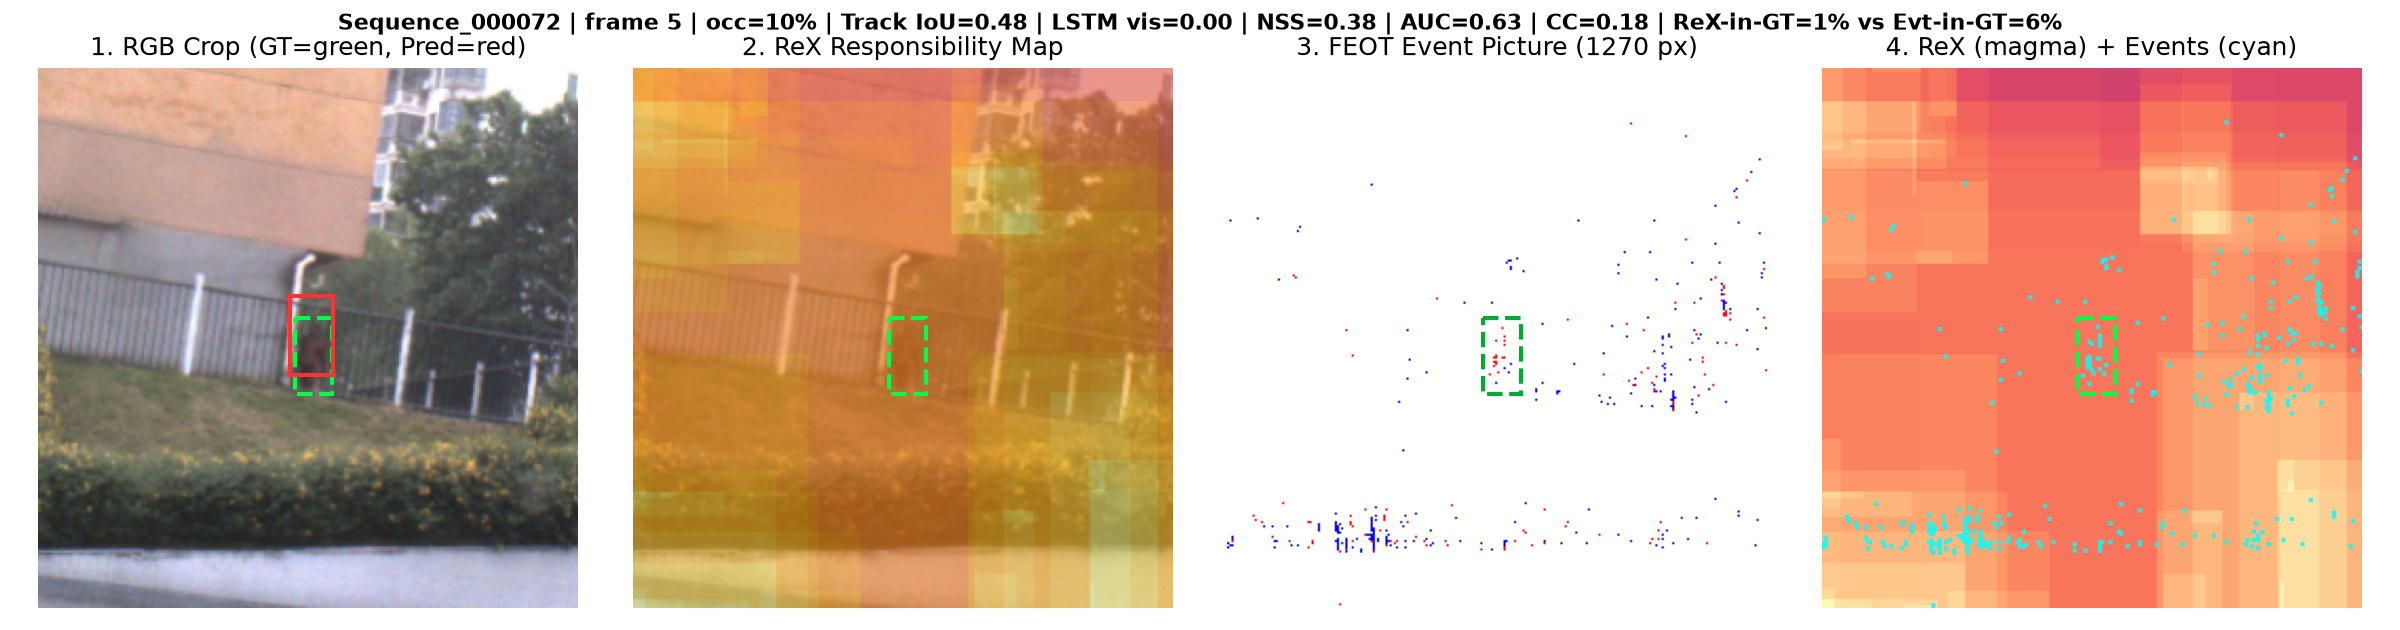 Sequence_000072 | frame 5 | occ=10% | Track IoU=0.48 | LSTM vis=0.00 | NSS=0.38 | AUC=0.63 | CC=0.18 | ReX-in-GT=1% vs Evt-in-GT=6%
1. RGB Crop (GT=green, Pred=red)
2. ReX Responsibility Map
3. FEOT Event Picture (1270 px)
4. ReX (magma) + Events (cyan)